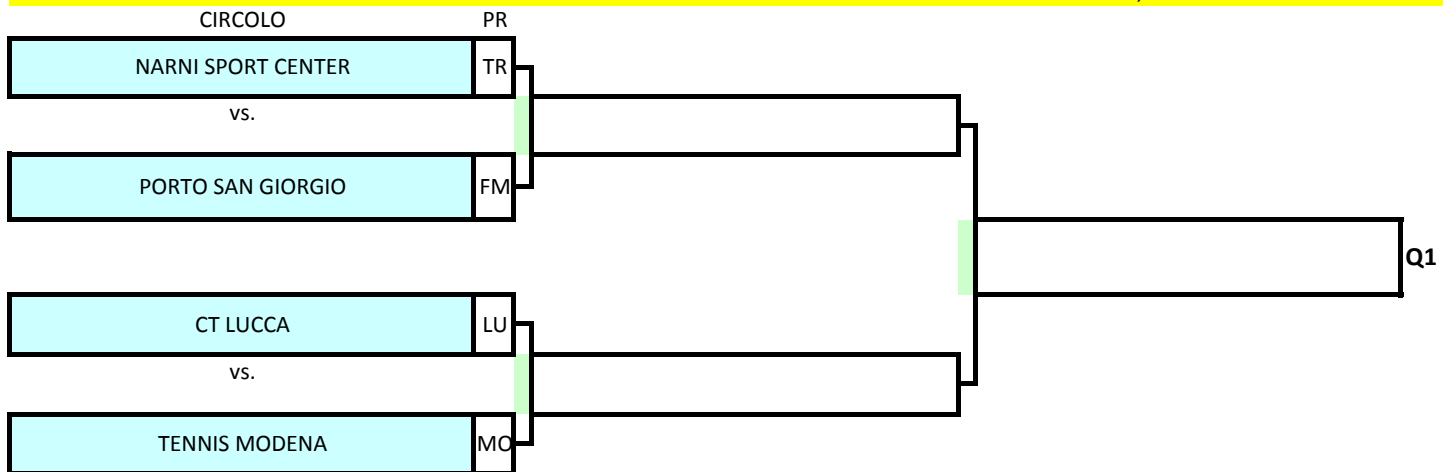 CIRCOLO PR
NARNI SPORT CENTER TR
vs.
PORTO SAN GIORGIO FM
Q1
CT LUCCA LU
vs.
TENNIS MODENA MO